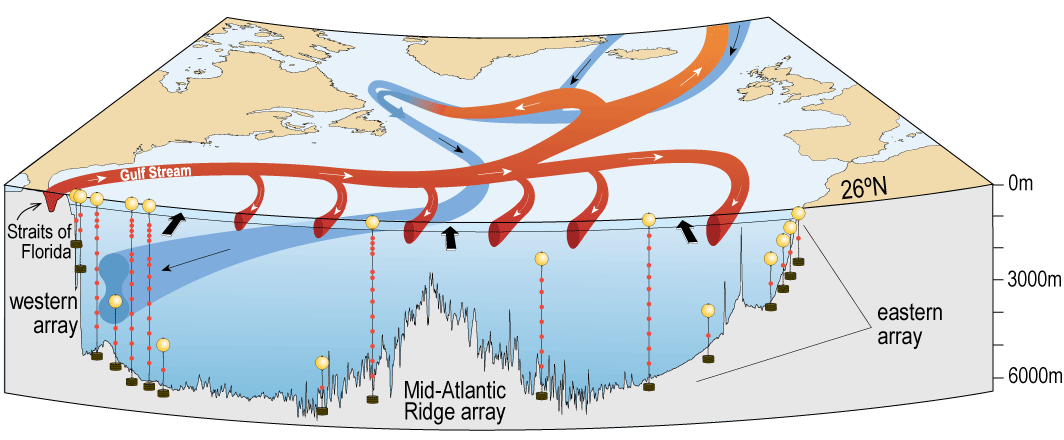 Gulf Stream
26ºN
0m
Straits of
Florida
3000m
western
array
eastern
array
6000m
Mid-Atlantic
Ridge array